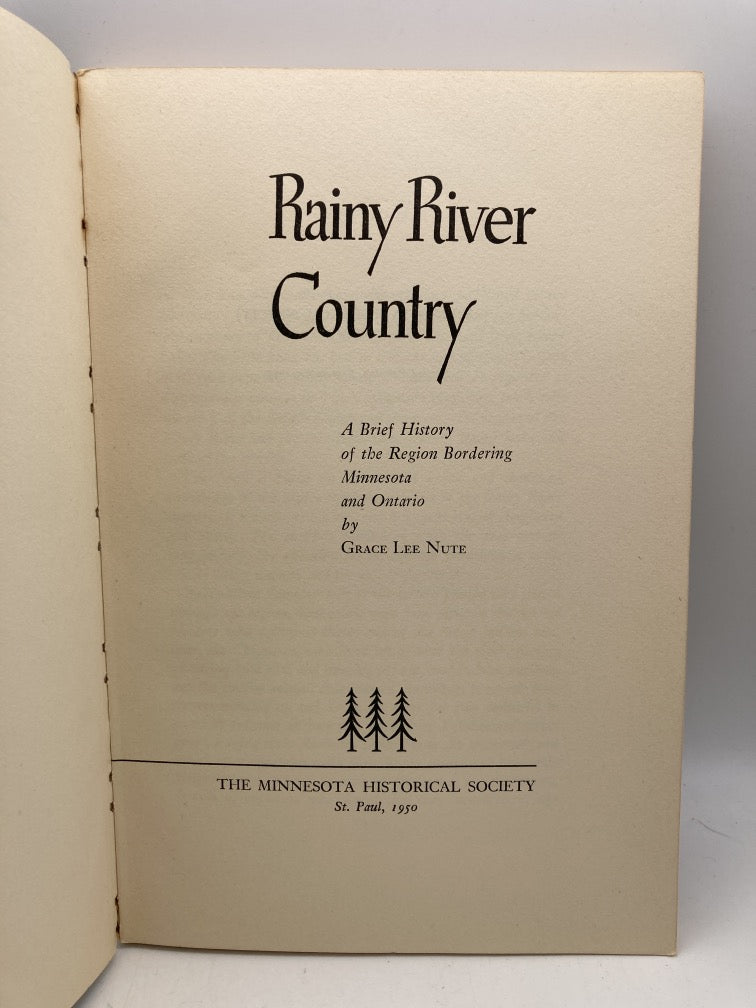 Rainy River
Country
A Brief History
of the Region Bordering
Minnesota
and Ontario
by
Grace Lee Nute
THE MINNESOTA HISTORICAL SOCIETY
St. Paul, 1950